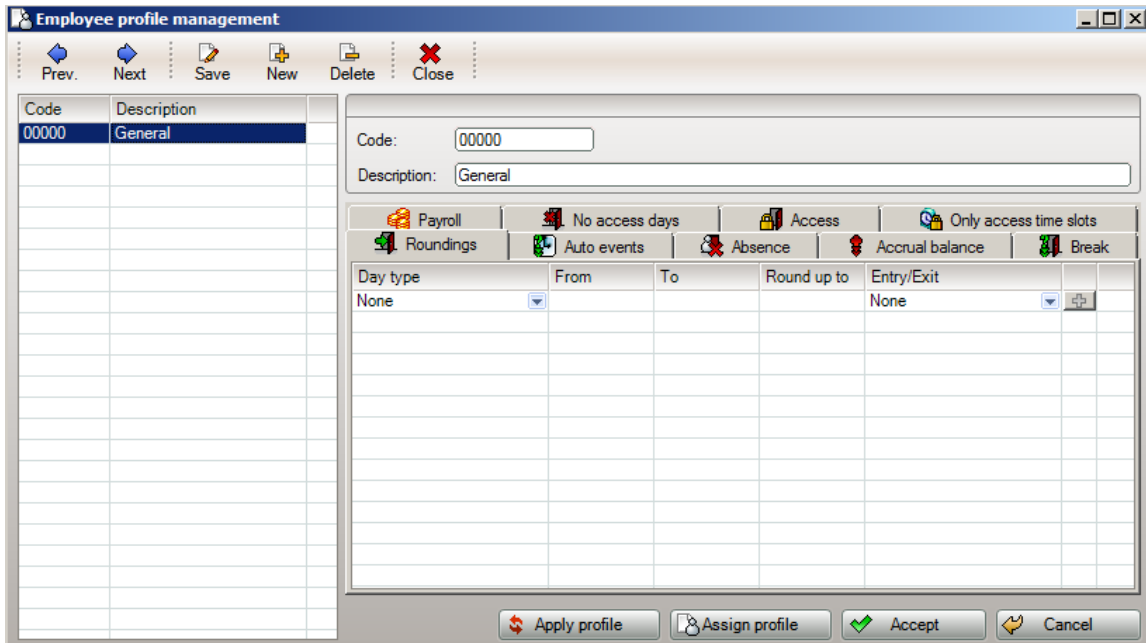 Employee profile management
Prev. Next Save New Delete Close
Code Description
00000 General
Code: 00000
Description: General
Payroll No access days Access Only access time slots
Roundings Auto events Absence Accrual balance Break
Day type From To Round up to Entry/Exit
None None
Apply profile Assign profile Accept Cancel